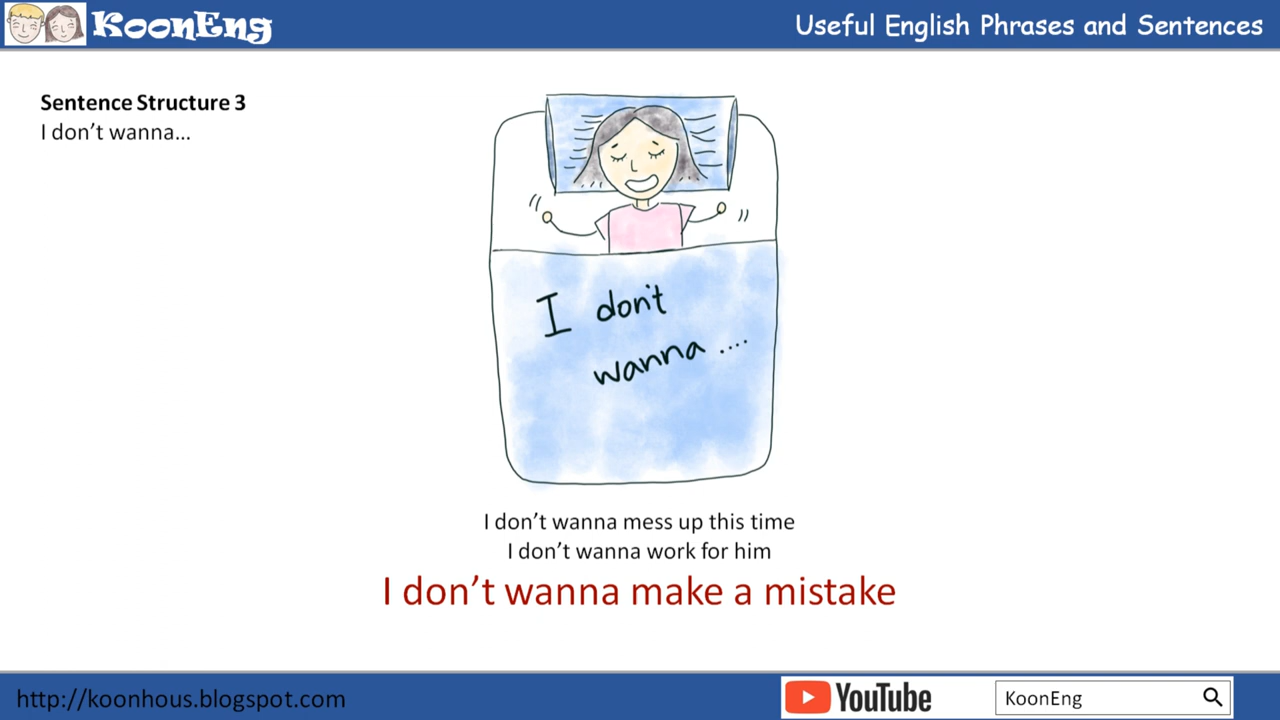 KoonEng
Useful English Phrases and Sentences
Sentence Structure 3
I don’t wanna…
I don't
wanna ....
I don’t wanna mess up this time
I don’t wanna work for him
I don’t wanna make a mistake
http://koonhous.blogspot.com
YouTube
KoonEng